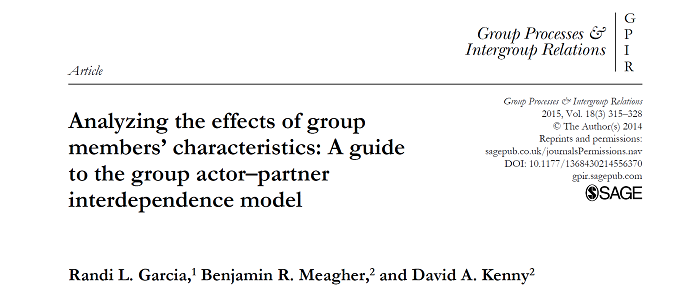 Group Processes &
Intergroup Relations
G
P
I
R
Article
Group Processes & Intergroup Relations
2015, Vol. 18(3) 315–328
© The Author(s) 2014
Reprints and permissions:
sagepub.co.uk/journalsPermissions.nav
DOI: 10.1177/1368430214556370
gpir.sagepub.com
SAGE
Analyzing the effects of group
members’ characteristics: A guide
to the group actor–partner
interdependence model
Randi L. Garcia,¹ Benjamin R. Meagher,² and David A. Kenny²